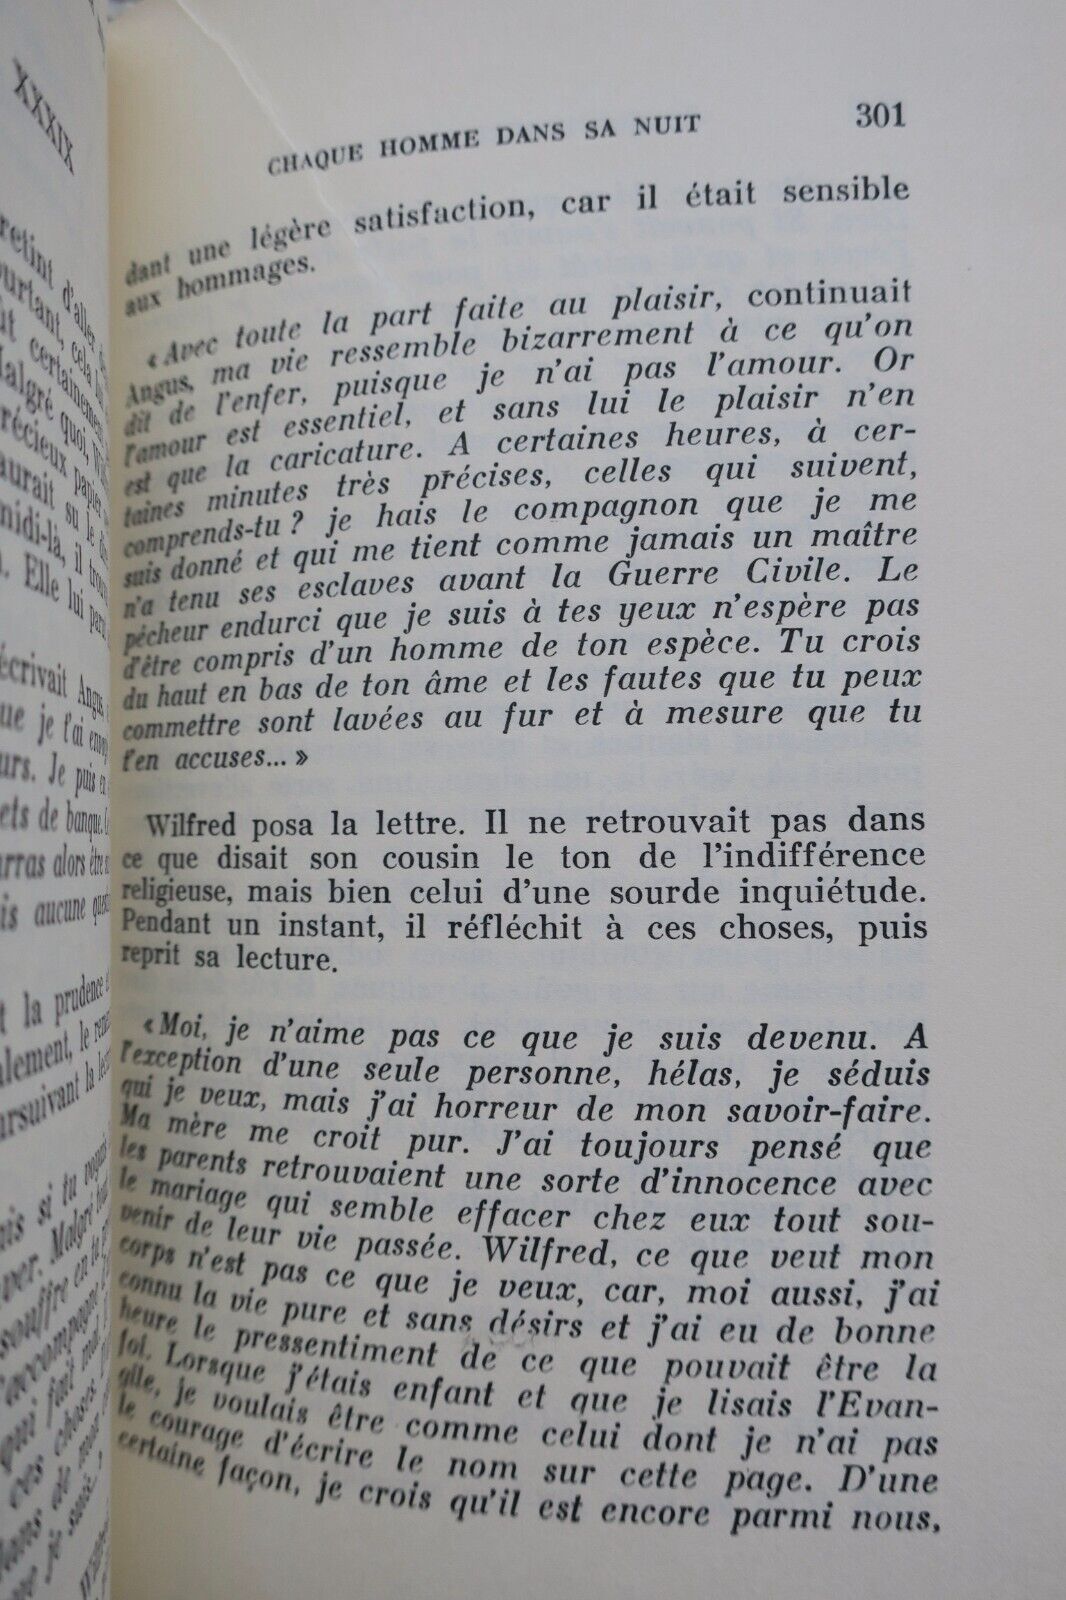 XXXIX
CHAQUE HOMME DANS SA NUIT
301
dant une légère satisfaction, car il était sensible
aux hommages.
« Avec toute la part faite au plaisir, continuait
Angus, ma vie ressemble bizarrement à ce qu'on
dit de l'enfer, puisque je n'ai pas l'amour. Or
l'amour est essentiel, et sans lui le plaisir n'en
est que la caricature. A certaines heures, à cer-
taines minutes très précises, celles qui suivent,
comprends-tu ? je hais le compagnon que je me
suis donné et qui me tient comme jamais un maître
n'a tenu ses esclaves avant la Guerre Civile. Le
pécheur endurci que je suis à tes yeux n'espère pas
d'être compris d'un homme de ton espèce. Tu crois
du haut en bas de ton âme et les fautes que tu peux
commettre sont lavées au fur et à mesure que tu
t'en accuses... »
Wilfred posa la lettre. Il ne retrouvait pas dans
ce que disait son cousin le ton de l'indifférence
religieuse, mais bien celui d'une sourde inquiétude.
Pendant un instant, il réfléchit à ces choses, puis
reprit sa lecture.
« Moi, je n'aime pas ce que je suis devenu. A
l'exception d'une seule personne, hélas, je séduis
qui je veux, mais j'ai horreur de mon savoir-faire.
Ma mère me croit pur. J'ai toujours pensé que
les parents retrouvaient une sorte d'innocence avec
le mariage qui semble effacer chez eux tout sou-
venir de leur vie passée. Wilfred, ce que veut mon
corps n'est pas ce que je veux, car, moi aussi, j'ai
connu la vie pure et sans désirs et j'ai eu de bonne
heure le pressentiment de ce que pouvait être la
foi. Lorsque j'étais enfant et que je lisais l'Evan-
gile, je voulais être comme celui dont je n'ai pas
le courage d'écrire le nom sur cette page. D'une
certaine façon, je crois qu'il est encore parmi nous,